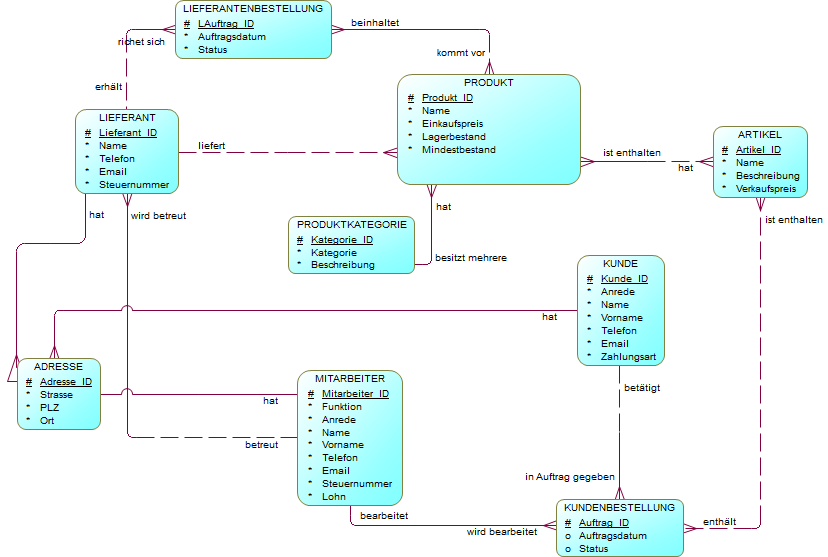 LIEFERANTENBESTELLUNG
# LAuftrag_ID
* Auftragsdatum
* Status
beinhaltet
richet sich
kommt vor
erhält
PRODUKT
# Produkt_ID
* Name
* Einkaufspreis
* Lagerbestand
* Mindestbestand
LIEFERANT
# Lieferant_ID
* Name
* Telefon
* Email
* Steuernummer
liefert
ist enthalten
hat
ARTIKEL
# Artikel_ID
* Name
* Beschreibung
* Verkaufspreis
hat
wird betreut
hat
ist enthalten
PRODUKTKATEGORIE
# Kategorie_ID
* Kategorie
* Beschreibung
besitzt mehrere
KUNDE
# Kunde_ID
* Anrede
* Name
* Vorname
* Telefon
* Email
* Zahlungsart
hat
ADRESSE
# Adresse_ID
* Strasse
* PLZ
* Ort
hat
betreut
MITARBEITER
# Mitarbeiter_ID
* Funktion
* Anrede
* Name
* Vorname
* Telefon
* Email
* Steuernummer
* Lohn
betätigt
in Auftrag gegeben
bearbeitet
wird bearbeitet
KUNDENBESTELLUNG
# Auftrag_ID
o Auftragsdatum
o Status
enthält